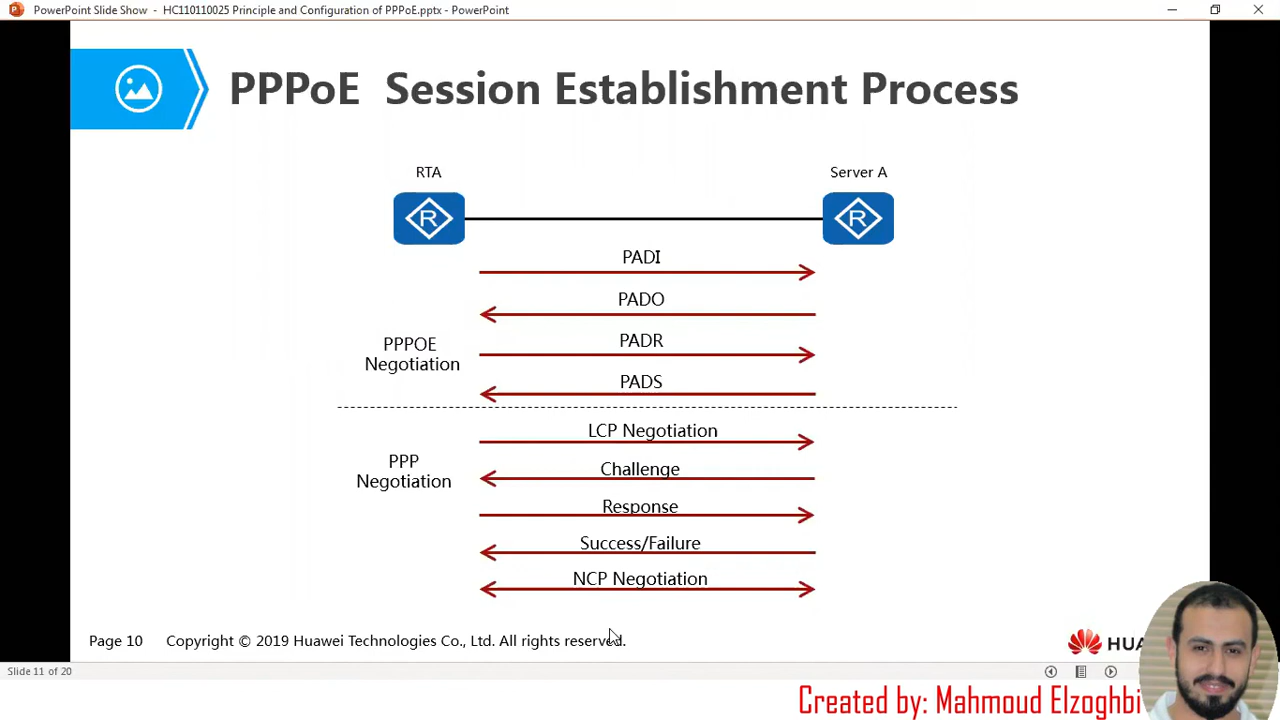 PowerPoint Slide Show - HC110110025 Principle and Configuration of PPPoE.pptx - PowerPoint
PPPoE Session Establishment Process
RTA
Server A
R
R
PADI
PADO
PADR
PADS
PPPOE
Negotiation
LCP Negotiation
Challenge
Response
Success/Failure
NCP Negotiation
PPP
Negotiation
Page 10
Copyright © 2019 Huawei Technologies Co., Ltd. All rights reserved.
HUA
Slide 11 of 20
Created by: Mahmoud Elzoghbi